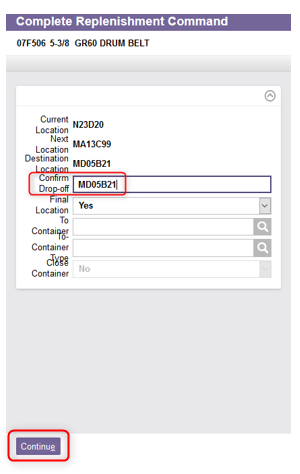 Complete Replenishment Command
07F506 5-3/8 GR60 DRUM BELT
Current Location N23D20
Next Location MA13C99
Destination Location MD05B21
Confirm Drop-off MD05B21
Final Location Yes
To Container
To-Container Type
Close Container No
Continue